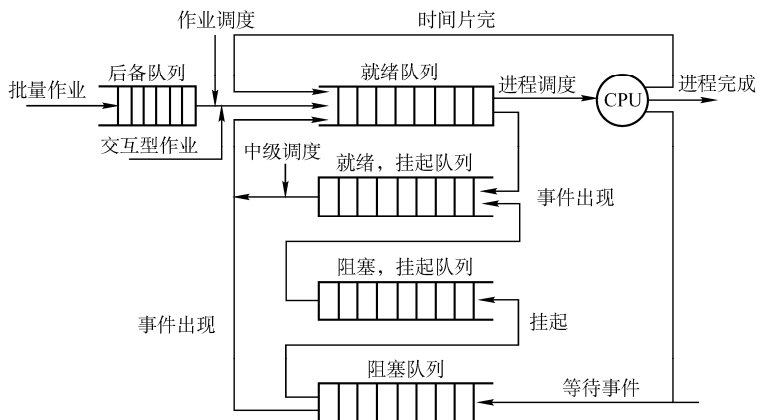 作业调度
时间片完
后备队列
就绪队列
批量作业
进程调度
CPU
进程完成
交互型作业
中级调度
就绪，挂起队列
事件出现
阻塞，挂起队列
事件出现
挂起
阻塞队列
等待事件